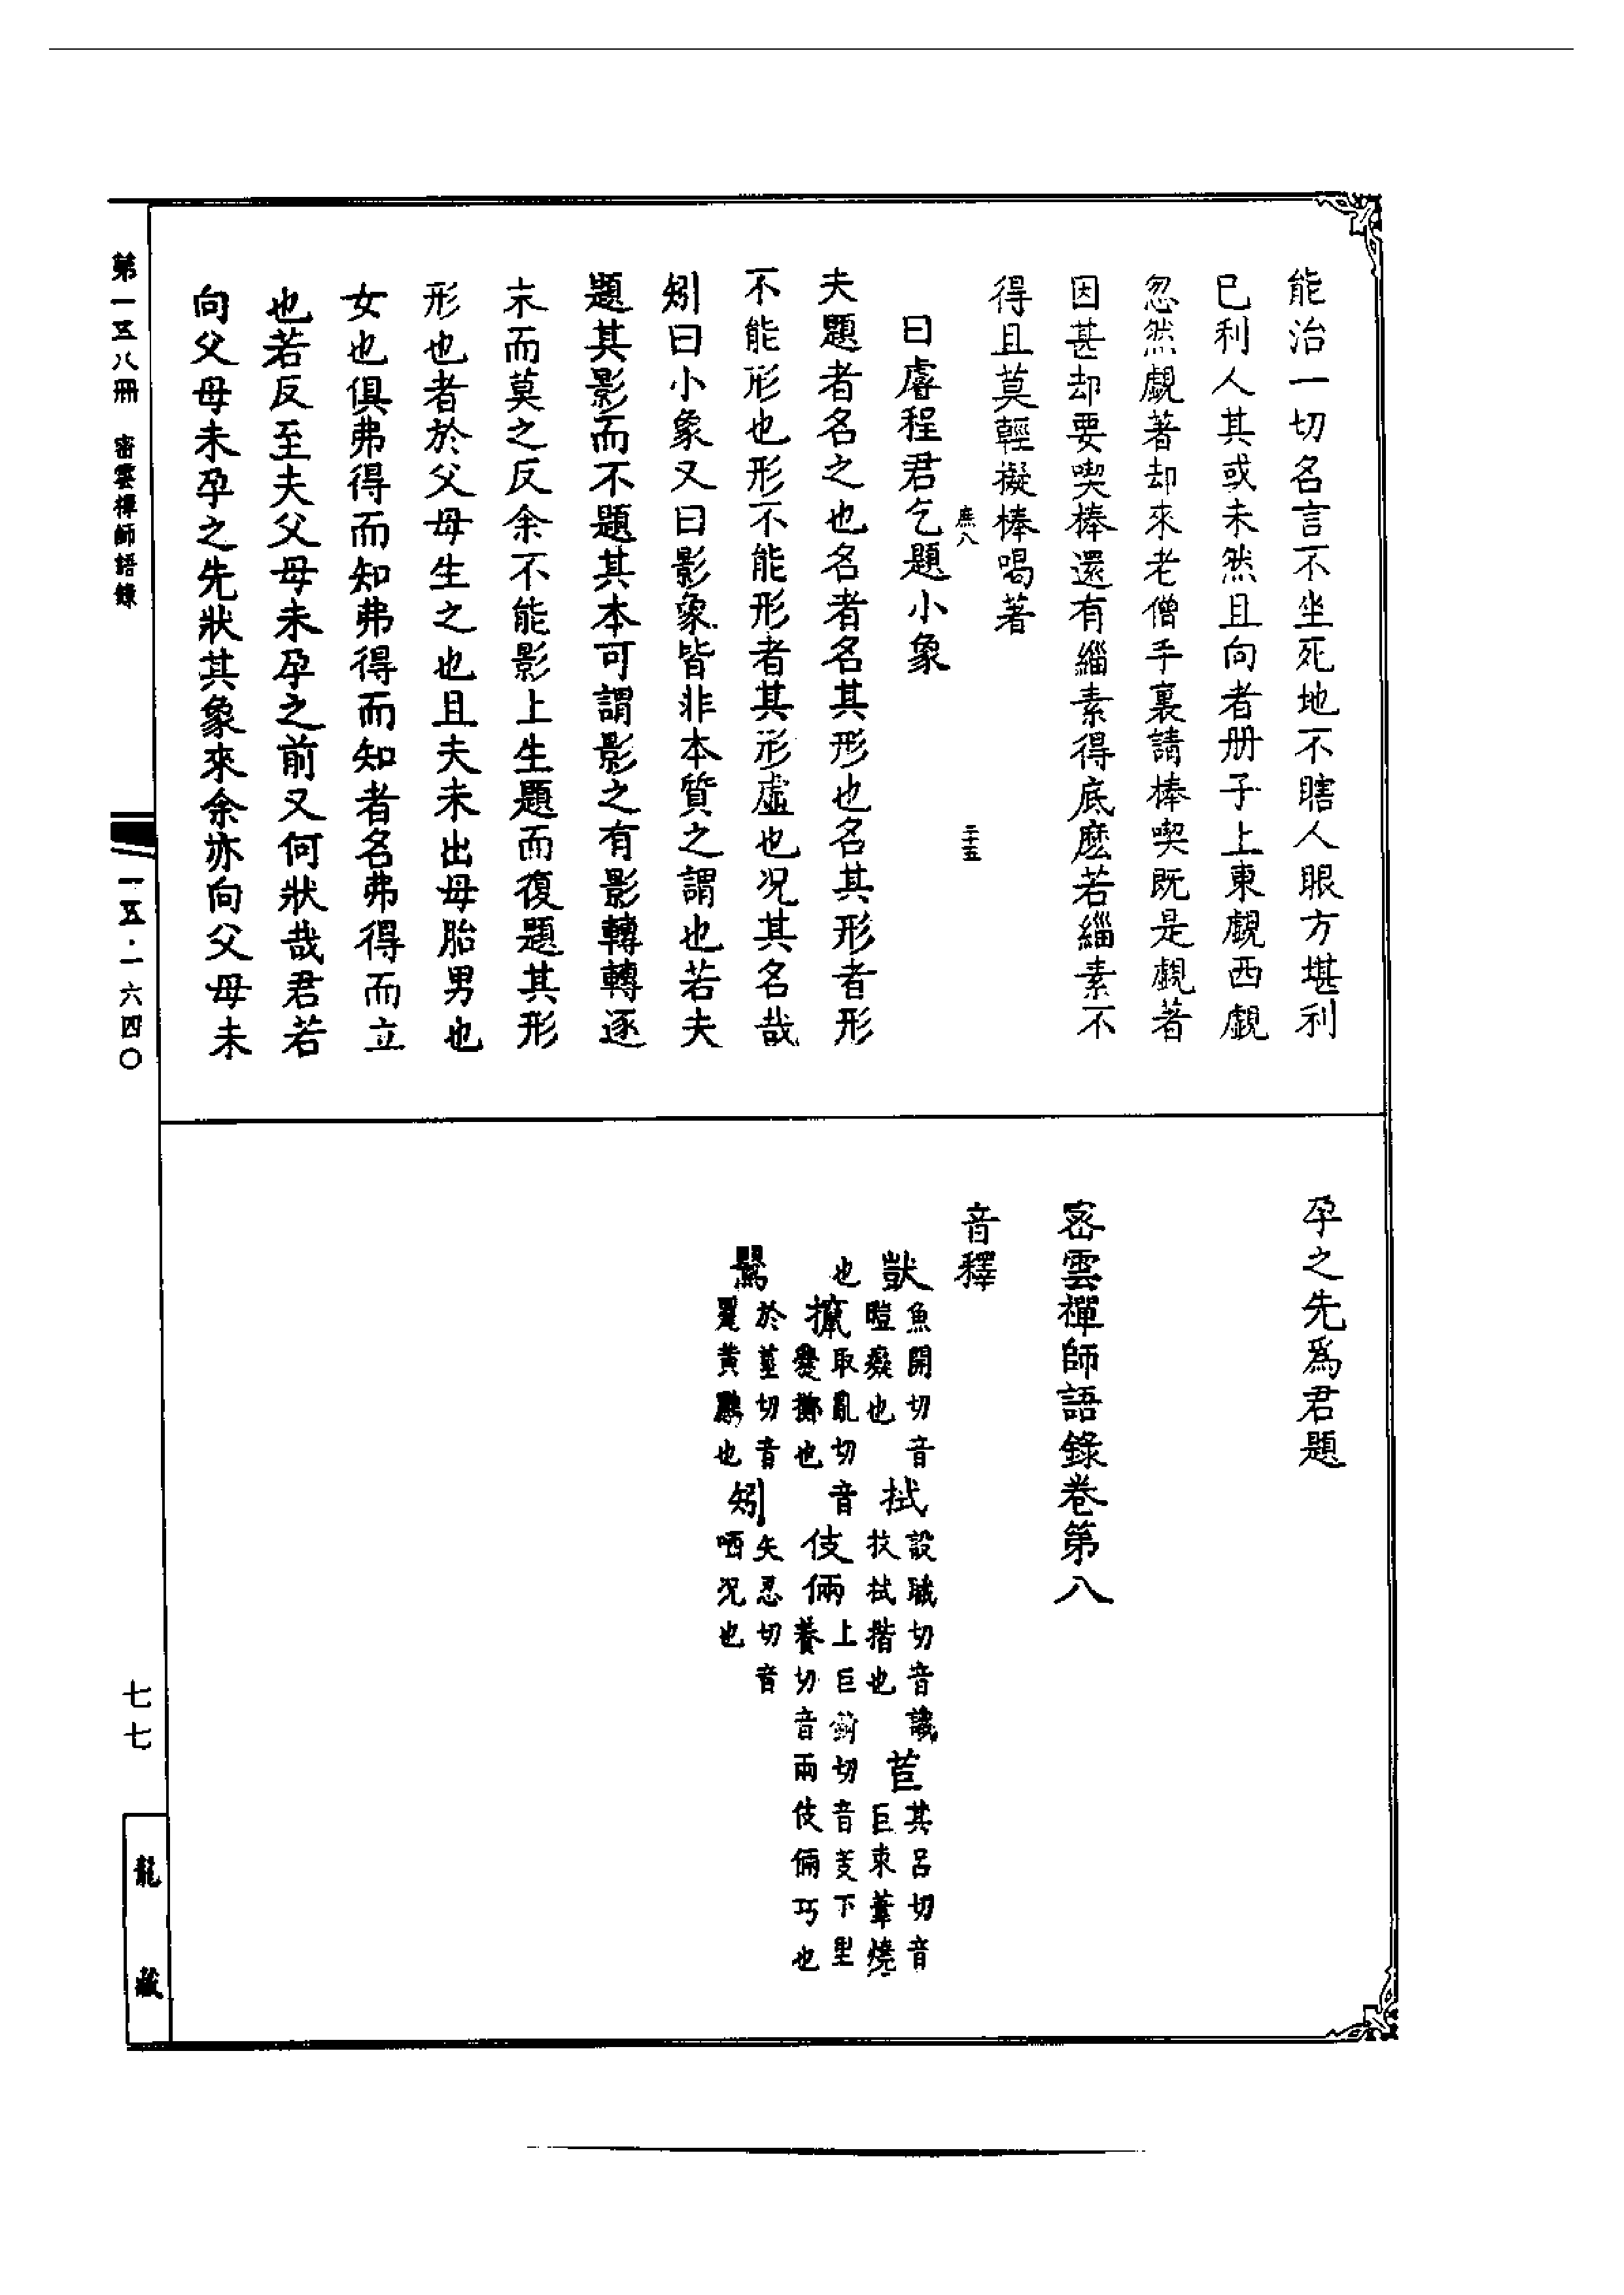 能治一切名言不坐死地不瞎人眼方堪利
已利人其或未然且向者册子上東覷西覷
忽然覷著却來老僧手裏請棒喫既是覷著
因甚却要喫棒還有緇素得底麽若緇素不
得且莫輕擬棒喝著
庶八
二十五
曰睿程君乞題小象
夫題者名之也名者名其形也名其形者形
不能形也形不能形者其形虛也况其名哉
矧曰小象又曰影象皆非本質之謂也若夫
題其影而不題其本可謂影之有影轉轉逐
末而莫之反余不能影上生題而復題其形
形也者於父母生之也且夫未出母胎男也
女也俱弗得而知弗得而知者名弗得而立
也若反至夫父母未孕之前又何狀哉君若
向父母未孕之先狀其象來余亦向父母未
孕之先爲君題
密雲禪師語錄卷第八
音釋
獃魚開切音
皚癡也
拭設職切音識
抆拭揩也
苣其呂切音
巨束葦燒
也
攛取亂切音
爨擲也
伎倆上巨綺切音芰下里
養切音兩伎倆巧也
鸎於莖切音
罌黃鸝也
矧矢忍切音
哂况也
第一五八冊 密雲禪師語錄
一五·一六四〇
七七
龍藏